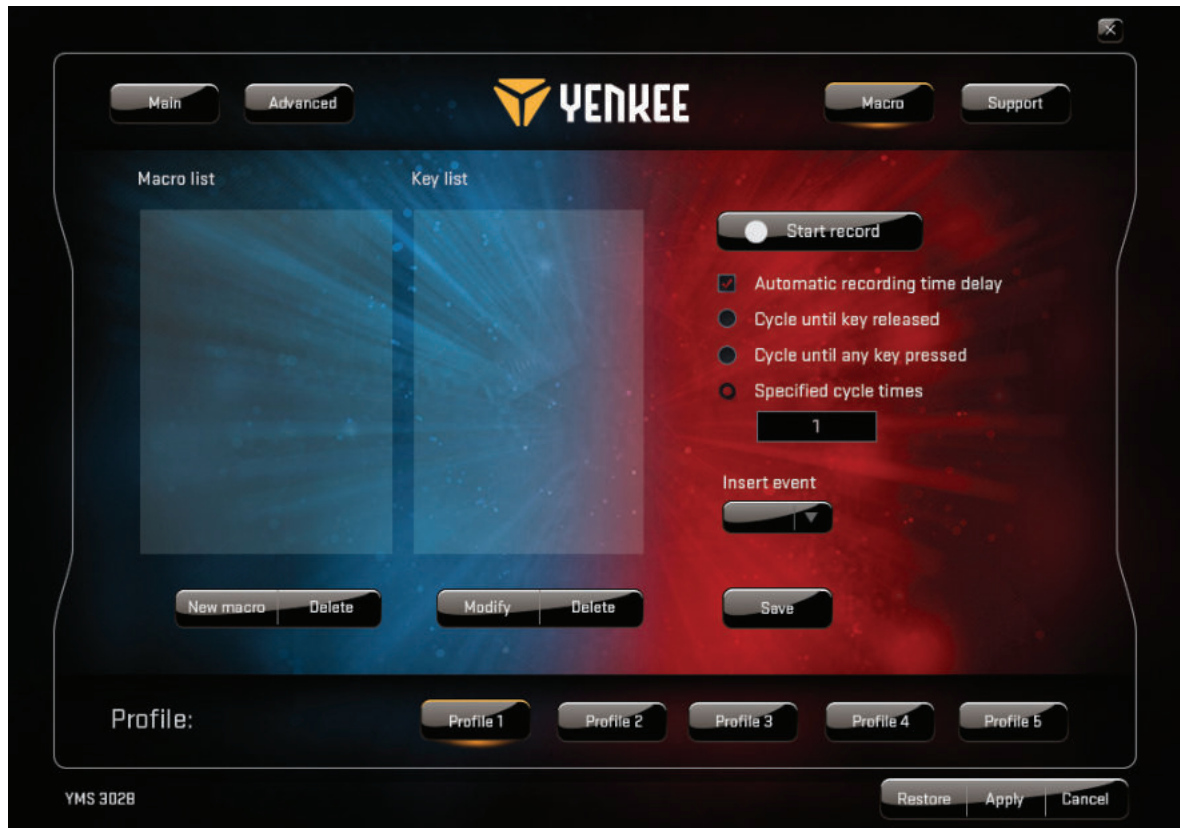 Main
Advanced
YENKEE
Macro
Support
Macro list
Key list
Start record
Automatic recording time delay
Cycle until key released
Cycle until any key pressed
Specified cycle times
1
Insert event
New macro
Delete
Modify
Delete
Save
Profile:
Profile 1
Profile 2
Profile 3
Profile 4
Profile 5
YMS 3028
Restore
Apply
Cancel